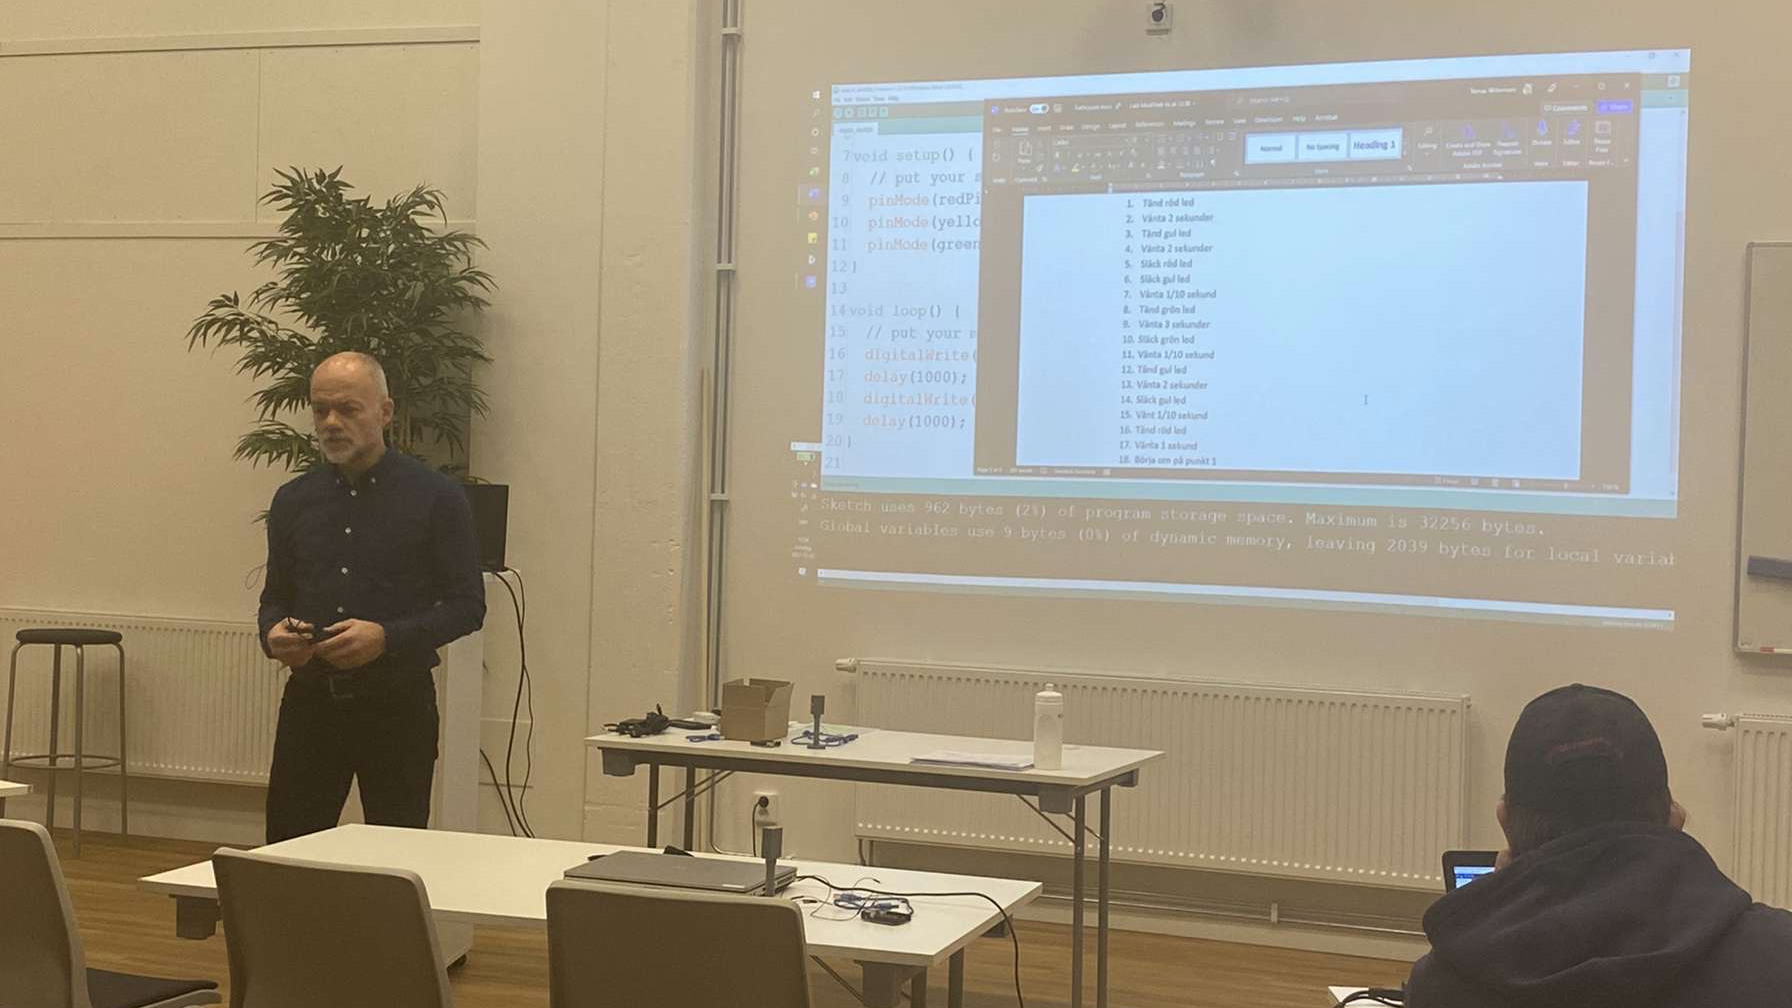 7 void setup() {
8 // put your s
9 pinMode(redPi
10 pinMode(yello
11 pinMode(green
12 }
13
14 void loop() {
15 // put your m
16 digitalWrite(
17 delay(1000);
18 digitalWrite(
19 delay(1000);
20 }
21
Comments
Normal
No Spacing
Heading 1
Editing
1. Tänd röd led
2. Vänta 2 sekunder
3. Tänd gul led
4. Vänta 2 sekunder
5. Släck röd led
6. Släck gul led
7. Vänta 1/10 sekund
8. Tänd grön led
9. Vänta 3 sekunder
10. Släck grön led
11. Vänta 1/10 sekund
12. Tänd gul led
13. Vänta 2 sekunder
14. Släck gul led
15. Vänt 1/10 sekund
16. Tänd röd led
17. Vänta 1 sekund
18. Börja om på punkt 1
Sketch uses 962 bytes (2%) of program storage space. Maximum is 32256 bytes.
Global variables use 9 bytes (0%) of dynamic memory, leaving 2039 bytes for local variab